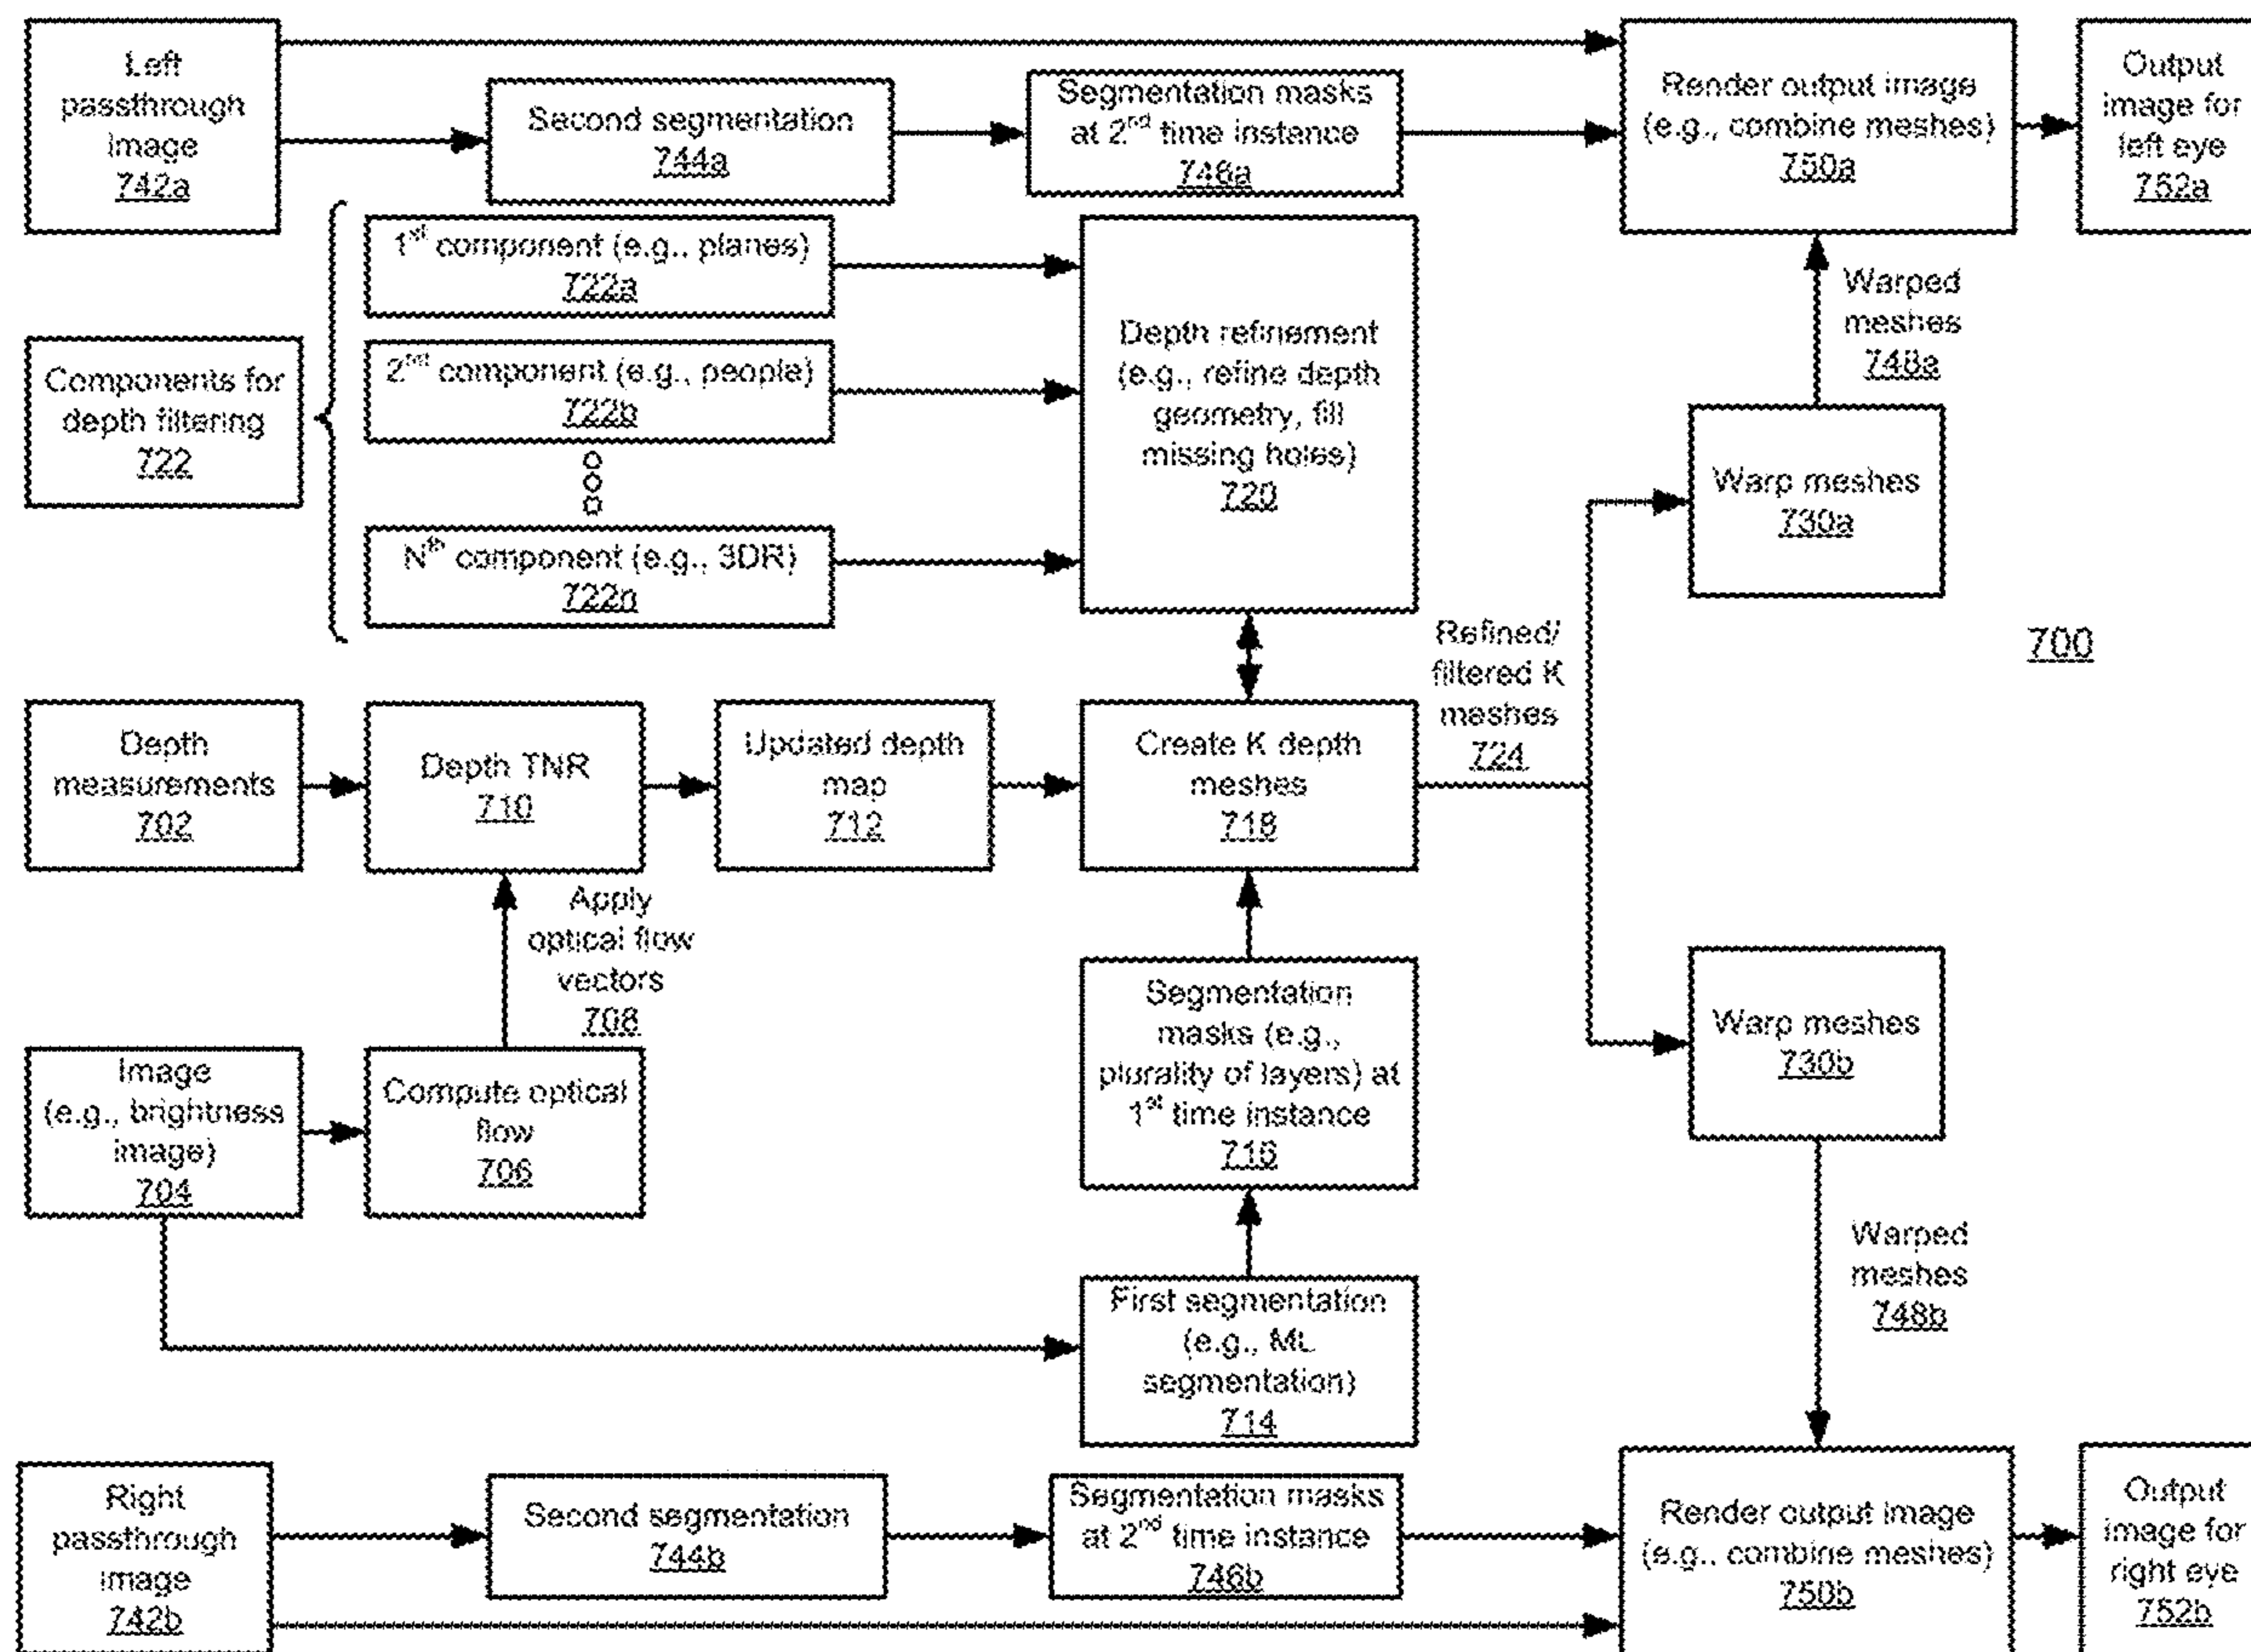 Left
passthrough
image
742a
Second segmentation
744a
Segmentation masks
at 2nd time instance
746a
Render output image
(e.g., combine meshes)
750a
Output
image for
left eye
752a
Components for
depth filtering
722
1st component (e.g., planes)
722a
2nd component (e.g., people)
722b
Nth component (e.g., 3DR)
722n
Depth refinement
(e.g., refine depth
geometry, fill
missing holes)
720
Warped
meshes
748a
Warp meshes
730a
700
Refined/
filtered K
meshes
724
Depth
measurements
702
Depth TNR
710
Updated depth
map
712
Create K depth
meshes
718
Apply
optical flow
vectors
708
Image
(e.g., brightness
image)
704
Compute optical
flow
706
Segmentation
masks (e.g.,
plurality of layers) at
1st time instance
716
Warp meshes
730b
First segmentation
(e.g., ML
segmentation)
714
Warped
meshes
748b
Right
passthrough
image
742b
Second segmentation
744b
Segmentation masks
at 2nd time instance
746b
Render output image
(e.g., combine meshes)
750b
Output
image for
right eye
752b